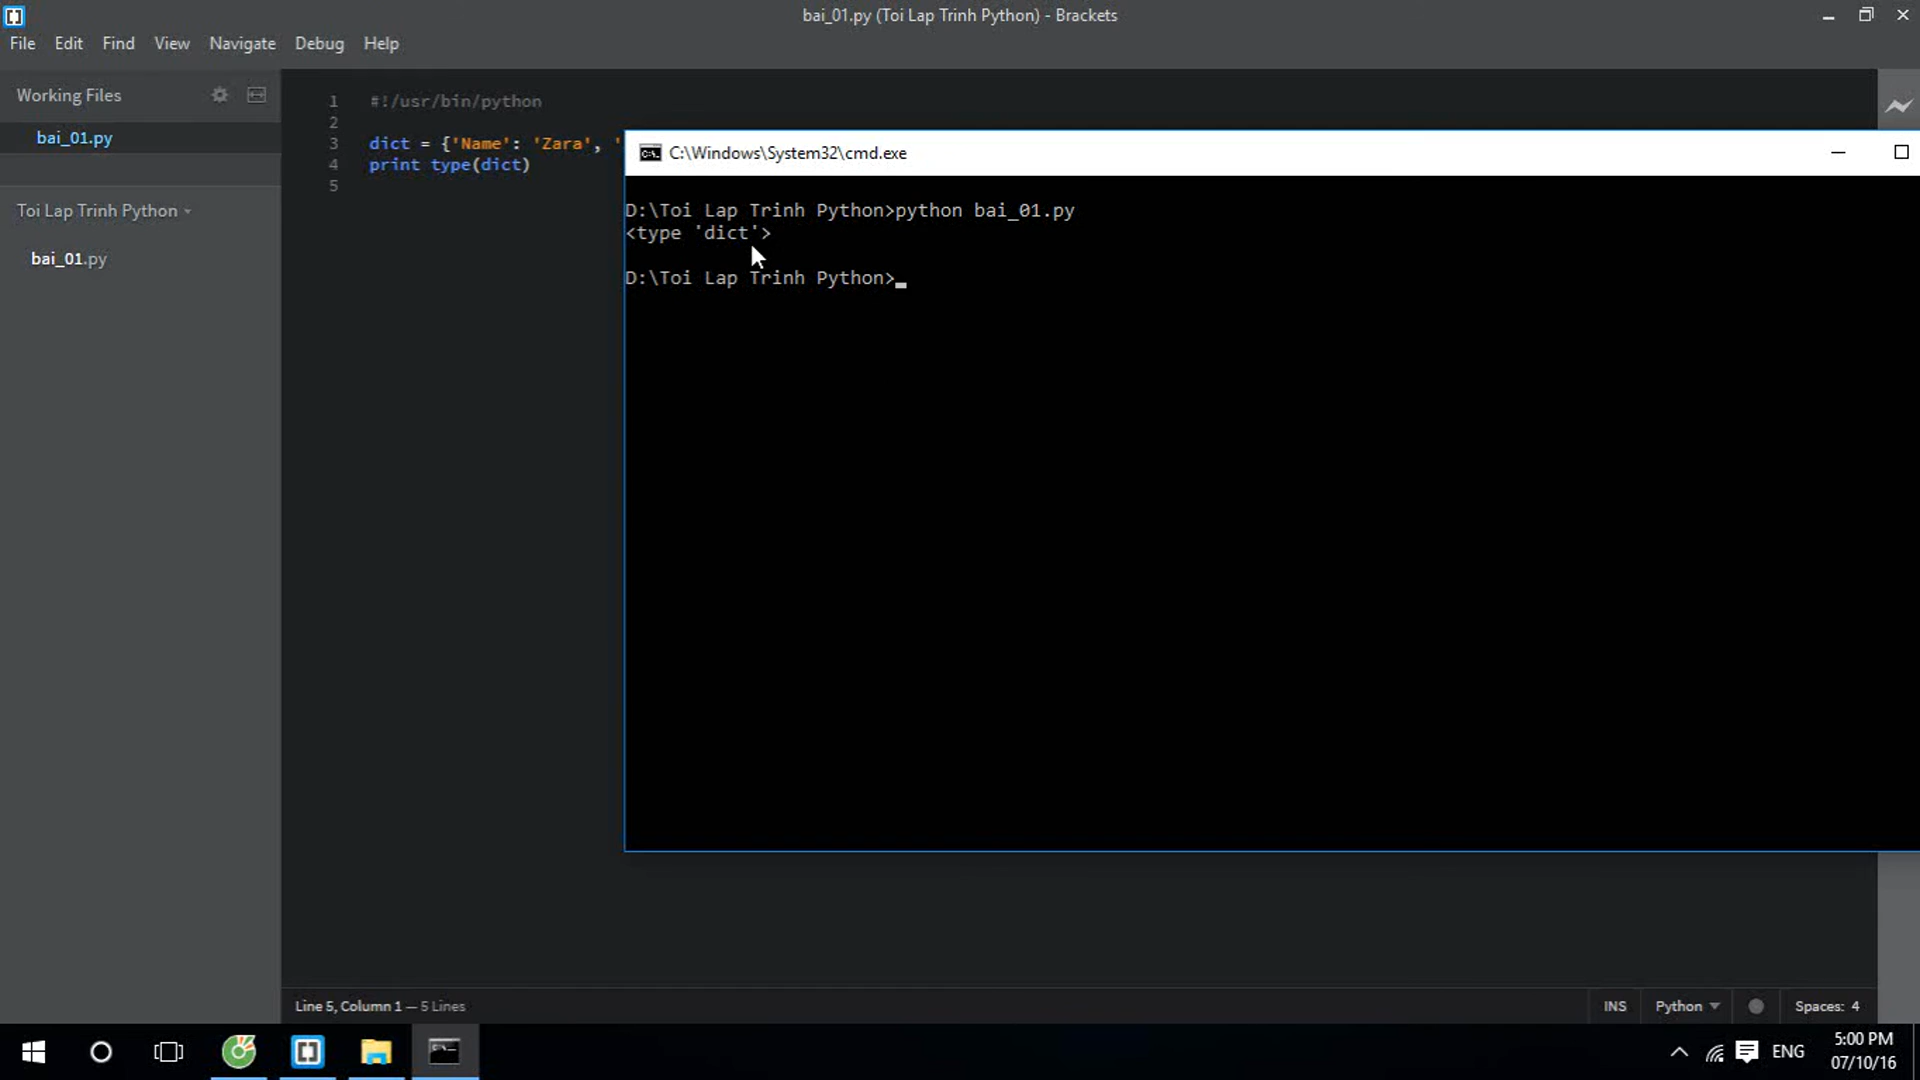 bai_01.py (Toi Lap Trinh Python) - Brackets
File Edit Find View Navigate Debug Help
Working Files
bai_01.py
Toi Lap Trinh Python
bai_01.py
1 #!/usr/bin/python
2
3 dict = {'Name': 'Zara', '
4 print type(dict)
5
C:\Windows\System32\cmd.exe
D:\Toi Lap Trinh Python>python bai_01.py
<type 'dict'>
D:\Toi Lap Trinh Python>_
Line 5, Column 1 — 5 Lines
INS Python Spaces: 4
ENG
5:00 PM
07/10/16